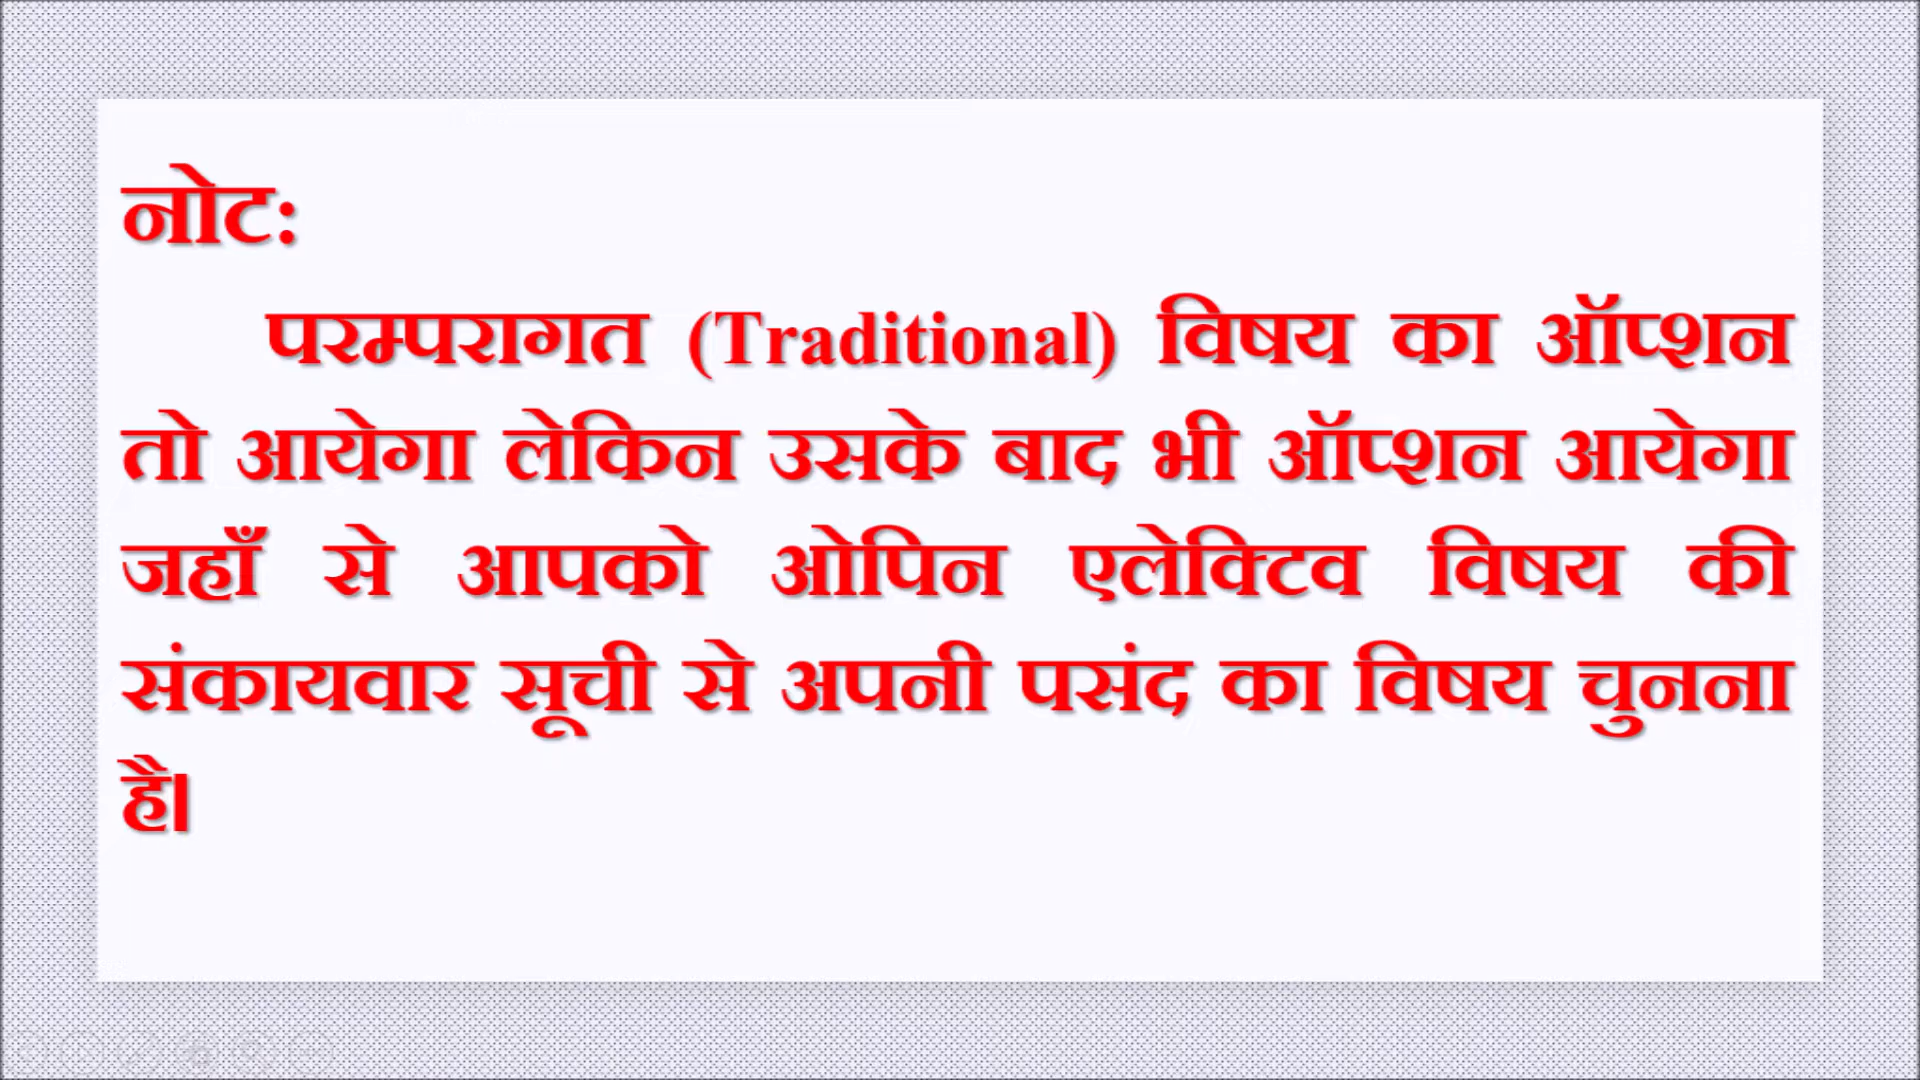 नोटः
परम्परागत (Traditional) विषय का ऑप्शन
तो आयेगा लेकिन उसके बाद भी ऑप्शन आयेगा
जहाँ से आपको ओपिन एलेक्टिव विषय की
संकायवार सूची से अपनी पसंद का विषय चुनना
है।